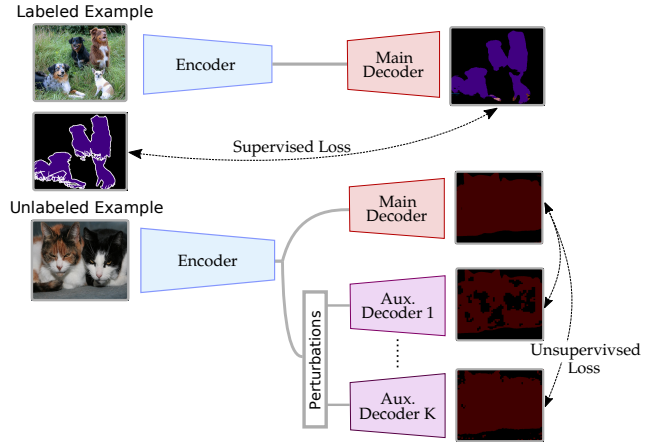 Labeled Example
Encoder
Main
Decoder
Supervised Loss
Unlabeled Example
Encoder
Main
Decoder
Perturbations
Aux.
Decoder 1
Unsupervivsed
Loss
Aux.
Decoder K